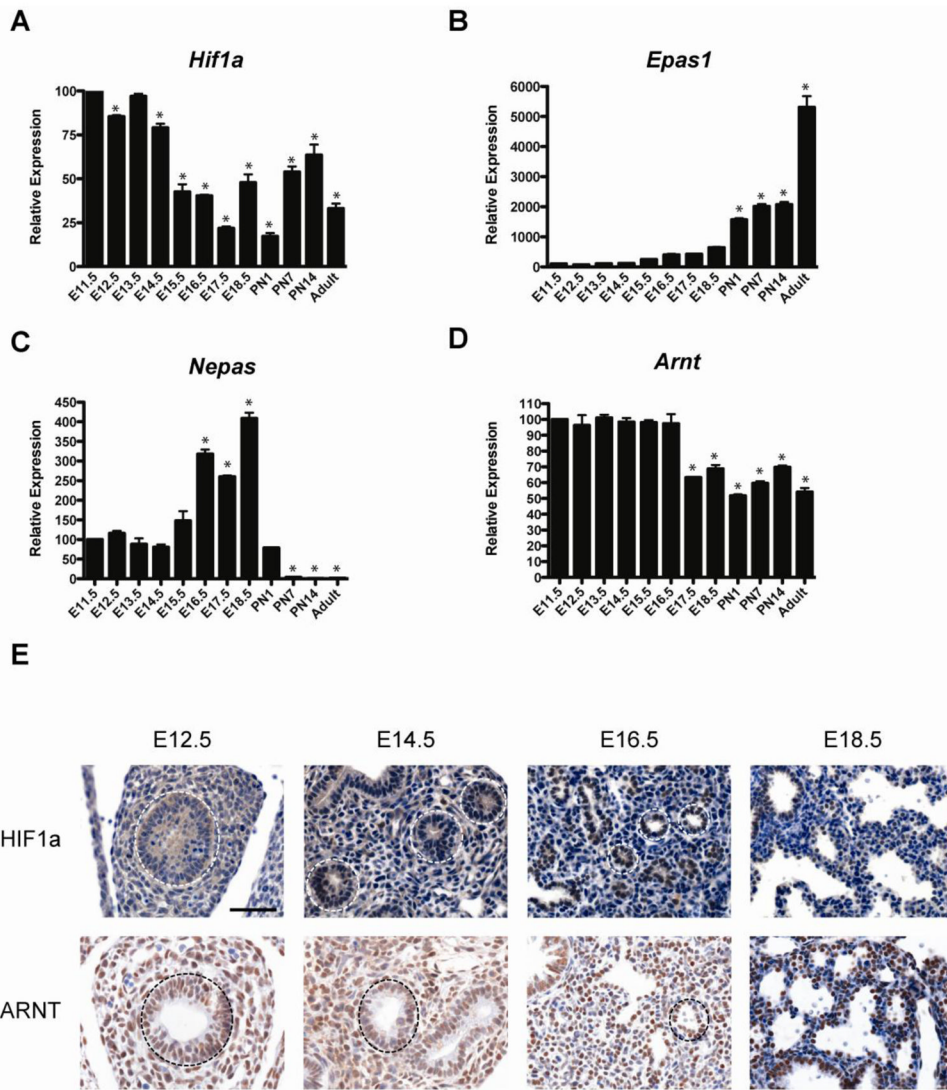 A
Hif1a
Relative Expression
100
75
50
25
0
*
*
*
*
*
*
*
*
*
*
E11.5
E12.5
E13.5
E14.5
E15.5
E16.5
E17.5
E18.5
PN1
PN7
PN14
Adult
B
Epas1
Relative Expression
6000
5000
4000
3000
2000
1000
0
*
*
*
*
E11.5
E12.5
E13.5
E14.5
E15.5
E16.5
E17.5
E18.5
PN1
PN7
PN14
Adult
C
Nepas
Relative Expression
450
400
350
300
250
200
150
100
50
0
*
*
*
*
*
*
E11.5
E12.5
E13.5
E14.5
E15.5
E16.5
E17.5
E18.5
PN1
PN7
PN14
Adult
D
Arnt
Relative Expression
110
100
90
80
70
60
50
40
30
20
10
0
*
*
*
*
*
*
E11.5
E12.5
E13.5
E14.5
E15.5
E16.5
E17.5
E18.5
PN1
PN7
PN14
Adult
E
E12.5
E14.5
E16.5
E18.5
HIF1a
ARNT